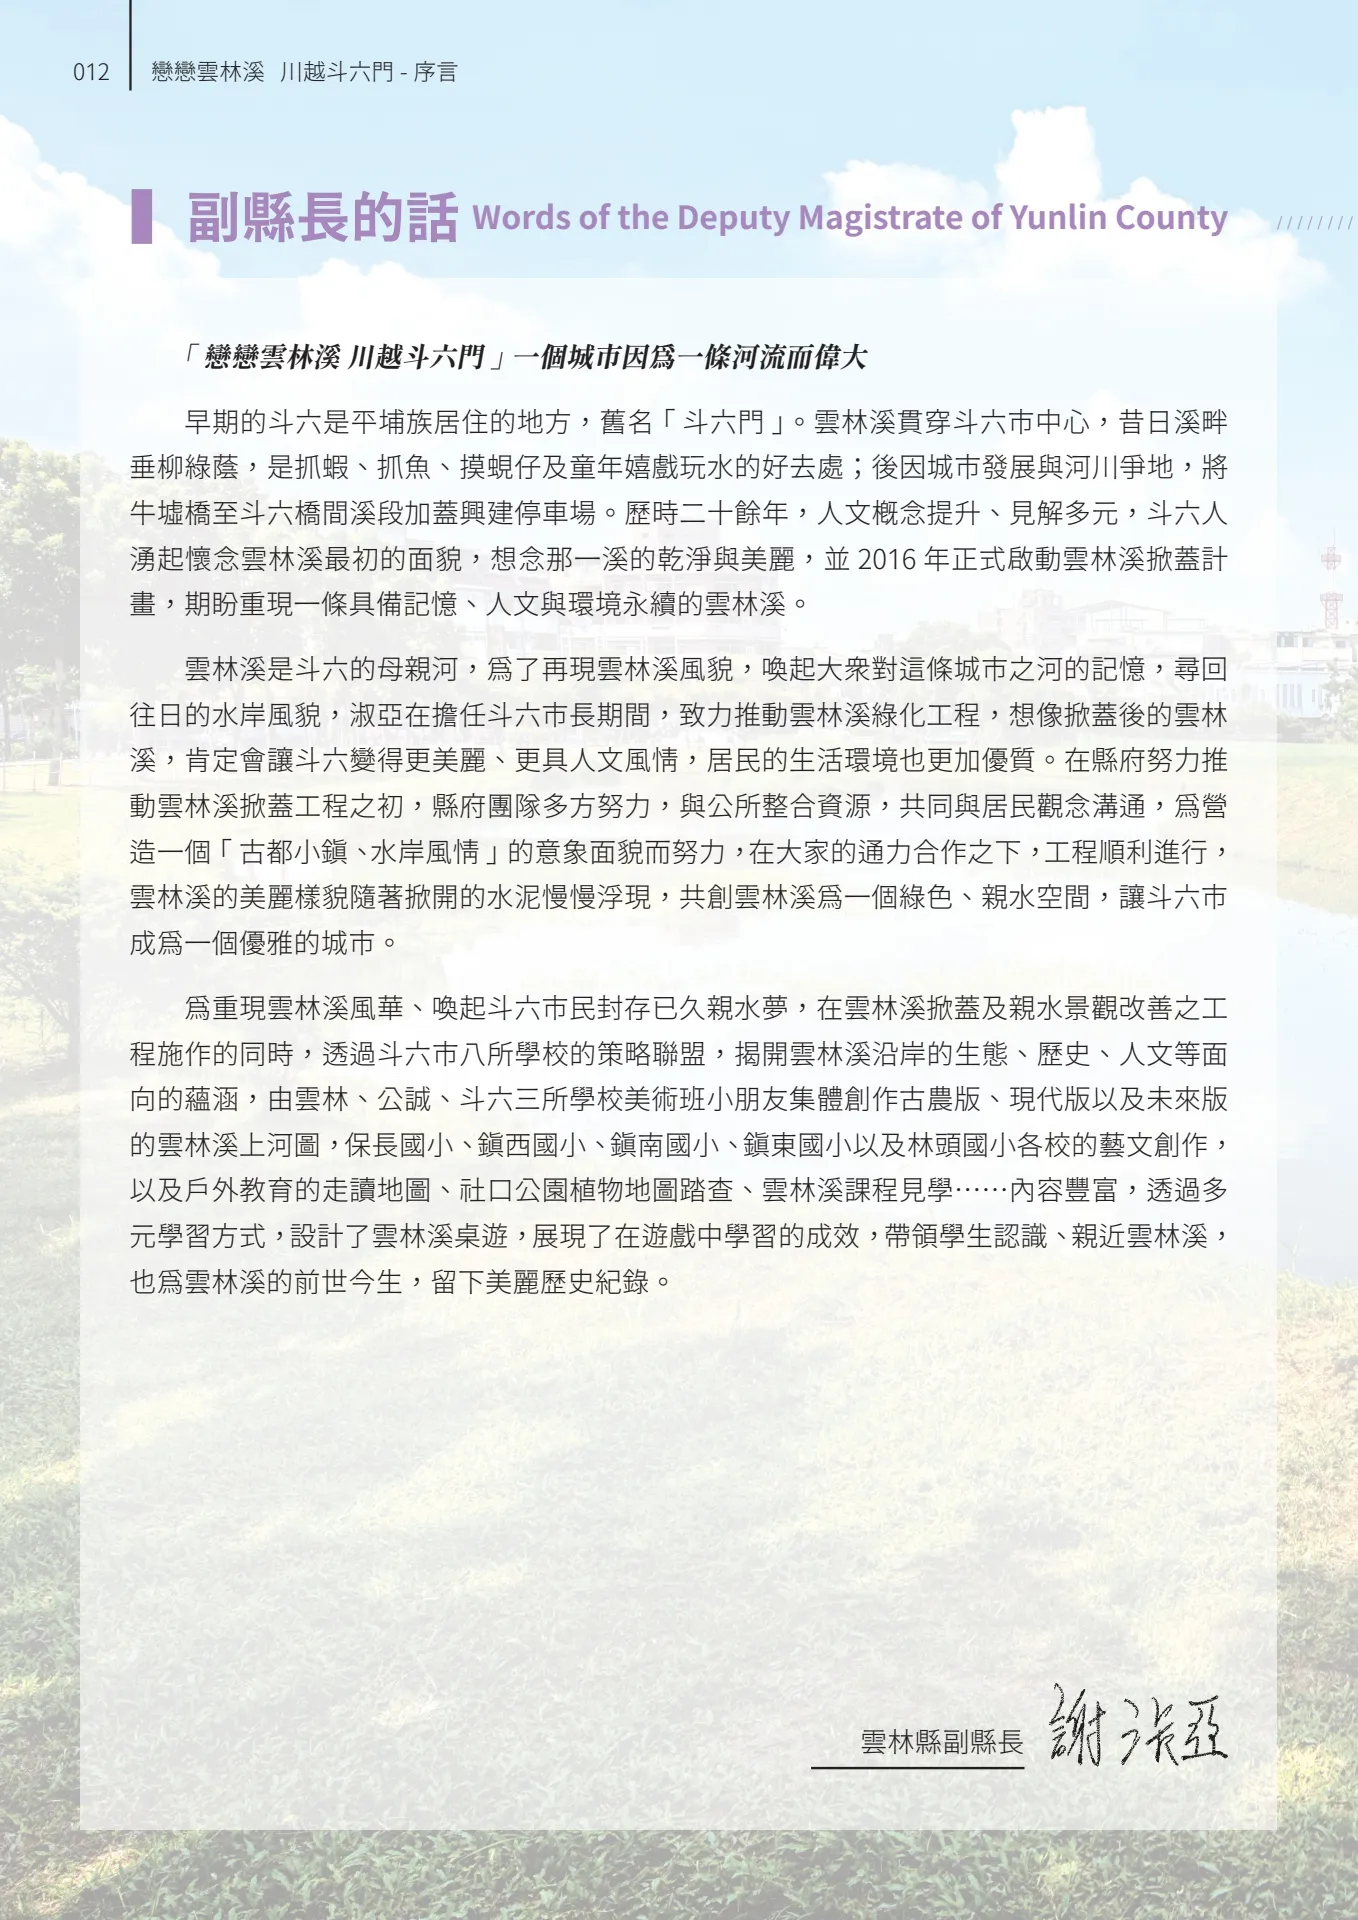 012 戀戀雲林溪 川越斗六門 - 序言
副縣長的話 Words of the Deputy Magistrate of Yunlin County
「戀戀雲林溪 川越斗六門」一個城市因為一條河流而偉大
早期的斗六是平埔族居住的地方，舊名「斗六門」。雲林溪貫穿斗六市中心，昔日溪畔
垂柳綠蔭，是抓蝦、抓魚、摸蜆仔及童年嬉戲玩水的好去處；後因城市發展與河川爭地，將
牛墟橋至斗六橋間溪段加蓋興建停車場。歷時二十餘年，人文概念提升、見解多元，斗六人
湧起懷念雲林溪最初的面貌，想念那一溪的乾淨與美麗，並 2016 年正式啟動雲林溪掀蓋計
畫，期盼重現一條具備記憶、人文與環境永續的雲林溪。
雲林溪是斗六的母親河，為了再現雲林溪風貌，喚起大眾對這條城市之河的記憶，尋回
往日的水岸風貌，淑亞在擔任斗六市長期間，致力推動雲林溪綠化工程，想像掀蓋後的雲林
溪，肯定會讓斗六變得更美麗、更具人文風情，居民的生活環境也更加優質。在縣府努力推
動雲林溪掀蓋工程之初，縣府團隊多方努力，與公所整合資源，共同與居民觀念溝通，為營
造一個「古都小鎮、水岸風情」的意象面貌而努力，在大家的通力合作之下，工程順利進行，
雲林溪的美麗樣貌隨著掀開的水泥慢慢浮現，共創雲林溪為一個綠色、親水空間，讓斗六市
成為一個優雅的城市。
為重現雲林溪風華、喚起斗六市民封存已久親水夢，在雲林溪掀蓋及親水景觀改善之工
程施作的同時，透過斗六市八所學校的策略聯盟，揭開雲林溪沿岸的生態、歷史、人文等面
向的蘊涵，由雲林、公誠、斗六三所學校美術班小朋友集體創作古農版、現代版以及未來版
的雲林溪上河圖，保長國小、鎮西國小、鎮南國小、鎮東國小以及林頭國小各校的藝文創作，
以及戶外教育的走讀地圖、社口公園植物地圖踏查、雲林溪課程見學⋯⋯內容豐富，透過多
元學習方式，設計了雲林溪桌遊，展現了在遊戲中學習的成效，帶領學生認識、親近雲林溪，
也為雲林溪的前世今生，留下美麗歷史紀錄。
雲林縣副縣長 謝淑亞